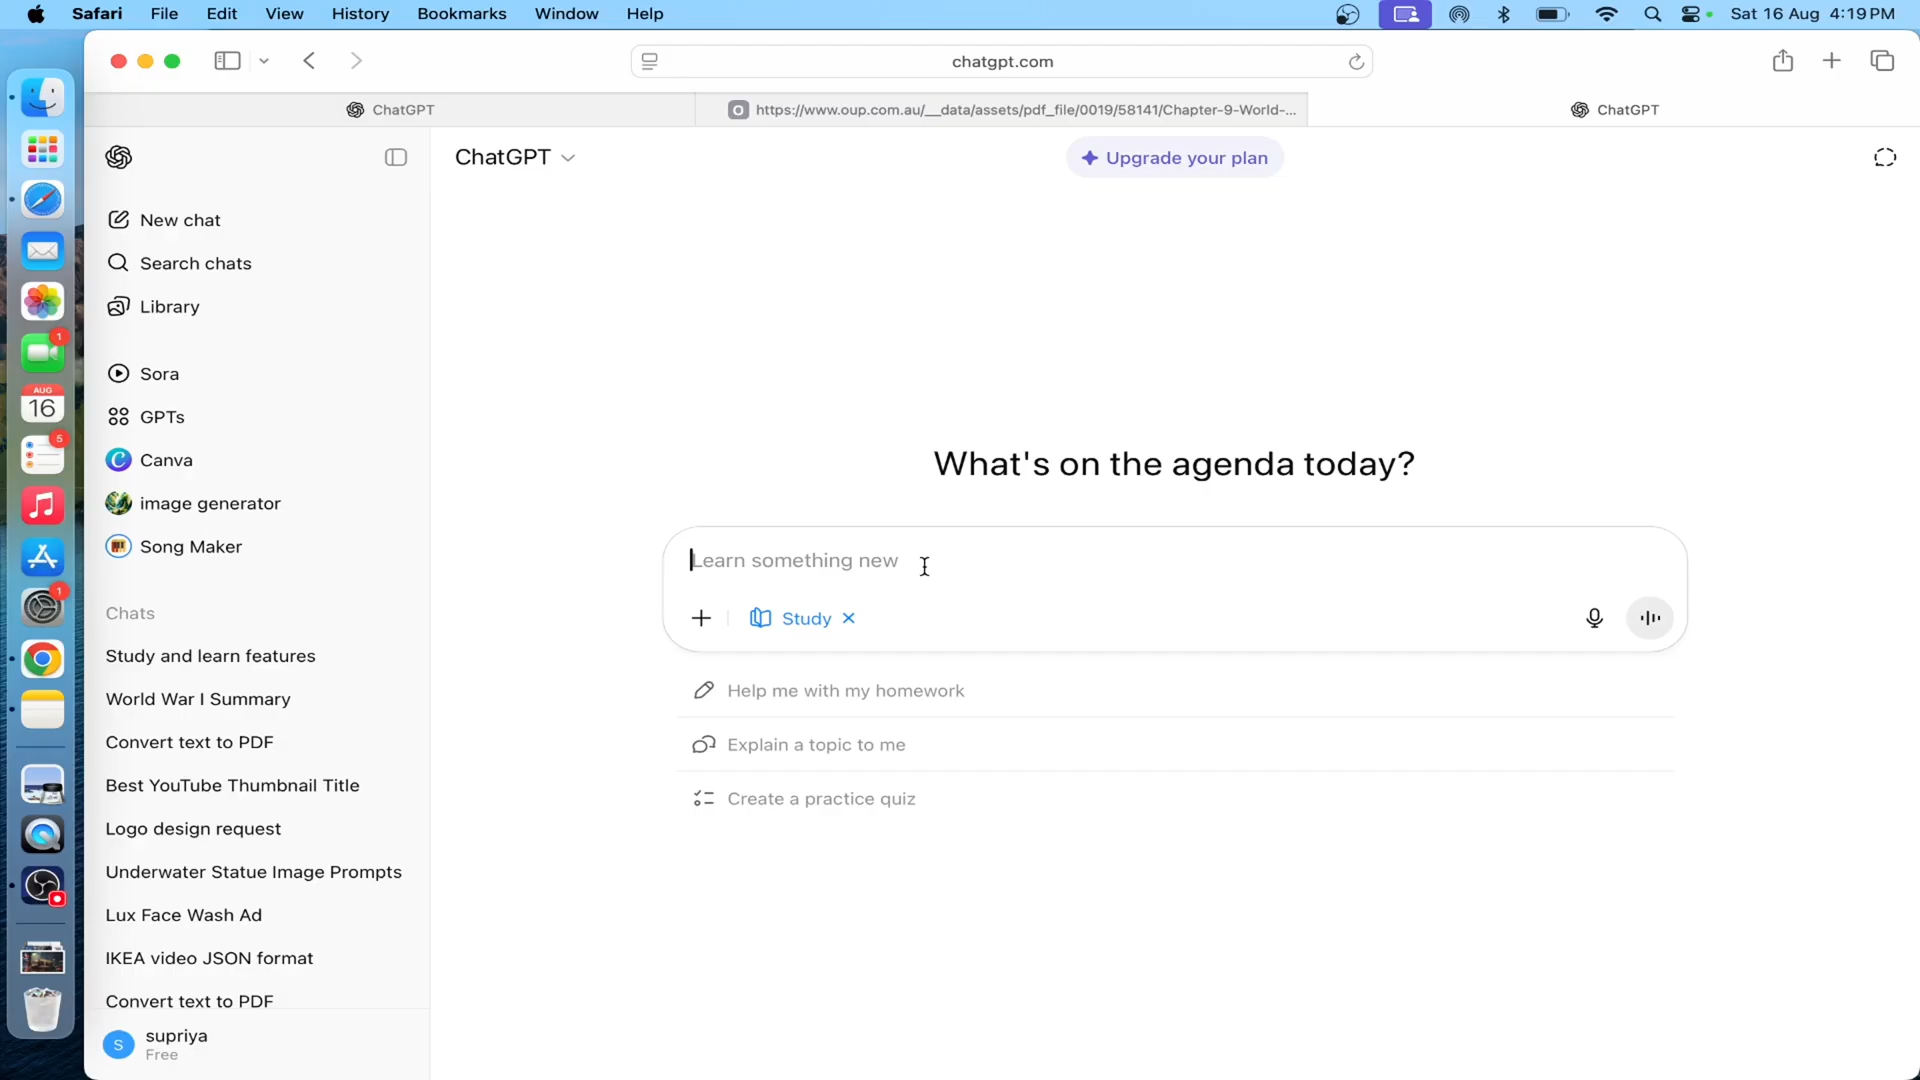 Safari File Edit View History Bookmarks Window Help Sat 16 Aug 4:19 PM
chatgpt.com
ChatGPT
O https://www.oup.com.au/__data/assets/pdf_file/0019/58141/Chapter-9-World-...
ChatGPT
ChatGPT
Upgrade your plan
New chat
Search chats
Library
Sora
GPTs
Canva
image generator
Song Maker
Chats
Study and learn features
World War I Summary
Convert text to PDF
Best YouTube Thumbnail Title
Logo design request
Underwater Statue Image Prompts
Lux Face Wash Ad
IKEA video JSON format
Convert text to PDF
S supriya
Free
What's on the agenda today?
Learn something new
Study
Help me with my homework
Explain a topic to me
Create a practice quiz
1
AUG
16
5
1